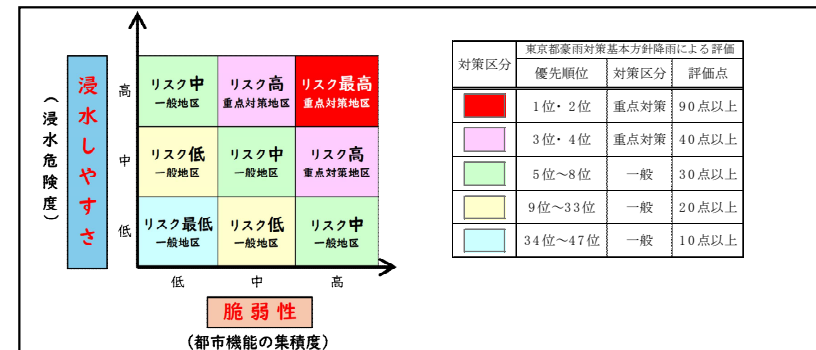 浸水しやすさ
（浸水危険度）
高
リスク中
一般地区
リスク高
重点対策地区
リスク最高
重点対策地区
中
リスク低
一般地区
リスク中
一般地区
リスク高
重点対策地区
低
リスク最低
一般地区
リスク低
一般地区
リスク中
一般地区
低 中 高
脆弱性
(都市機能の集積度)
対策区分 東京都豪雨対策基本方針降雨による評価
優先順位 対策区分 評価点
1位・2位 重点対策 90点以上
3位・4位 重点対策 40点以上
5位～8位 一般 30点以上
9位～33位 一般 20点以上
34位～47位 一般 10点以上